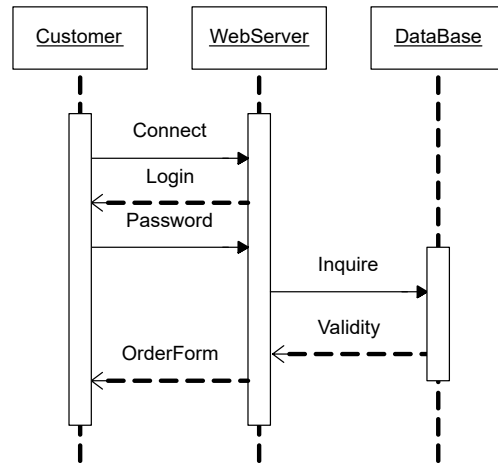 Customer
WebServer
DataBase
Connect
Login
Password
Inquire
Validity
OrderForm